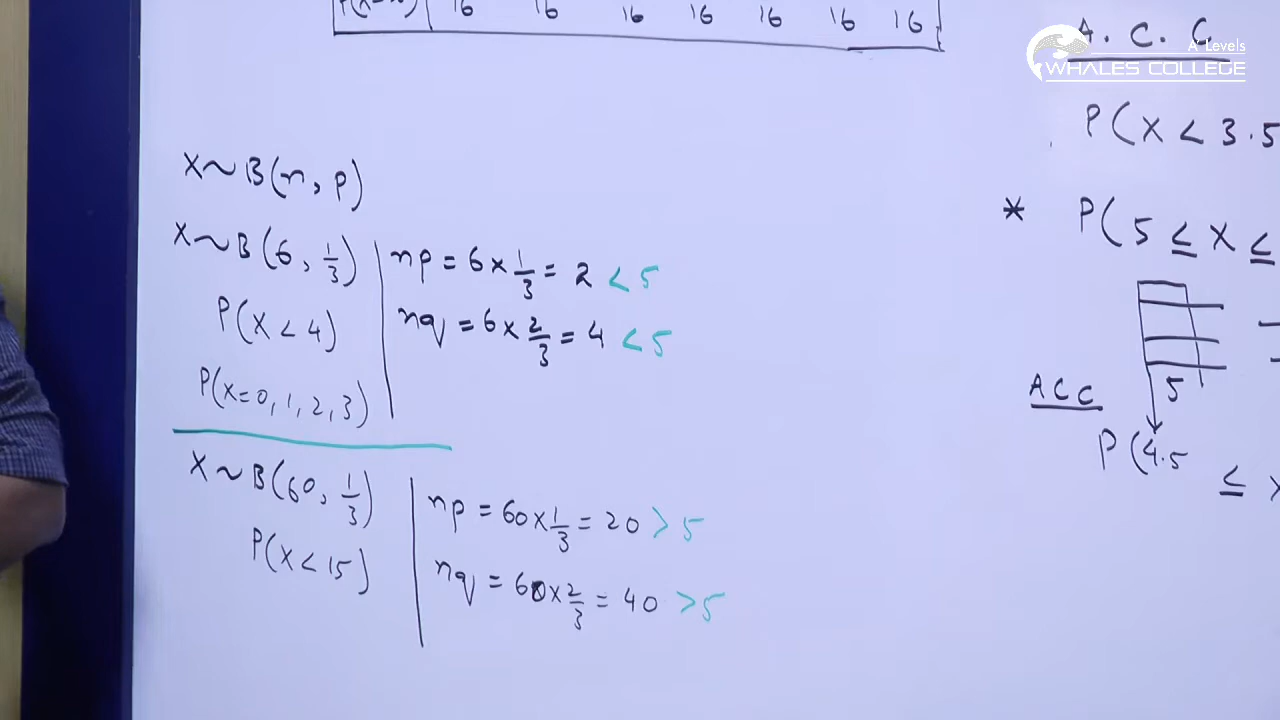 16 16 16 16 16 16 16
A. C. C
A' Levels
WHALES COLLEGE
P(X < 3.5
X~B(n, p)
* P(5 ≤ X ≤
X~B(6, 1/3)
np = 6 × 1/3 = 2 < 5
P(X < 4)
nq = 6 × 2/3 = 4 < 5
P(X=0, 1, 2, 3)
5
ACC
P(4.5 ≤ X
X ~ B(60, 1/3)
np = 60 × 1/3 = 20 > 5
P(X < 15)
nq = 60 × 2/3 = 40 > 5